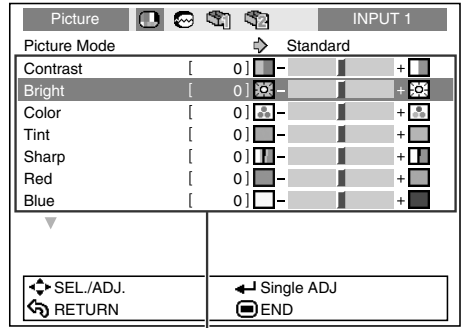 Picture INPUT 1
Picture Mode Standard
Contrast [ 0] - +
Bright [ 0] - +
Color [ 0] - +
Tint [ 0] - +
Sharp [ 0] - +
Red [ 0] - +
Blue [ 0] - +
SEL./ADJ. Single ADJ
RETURN END